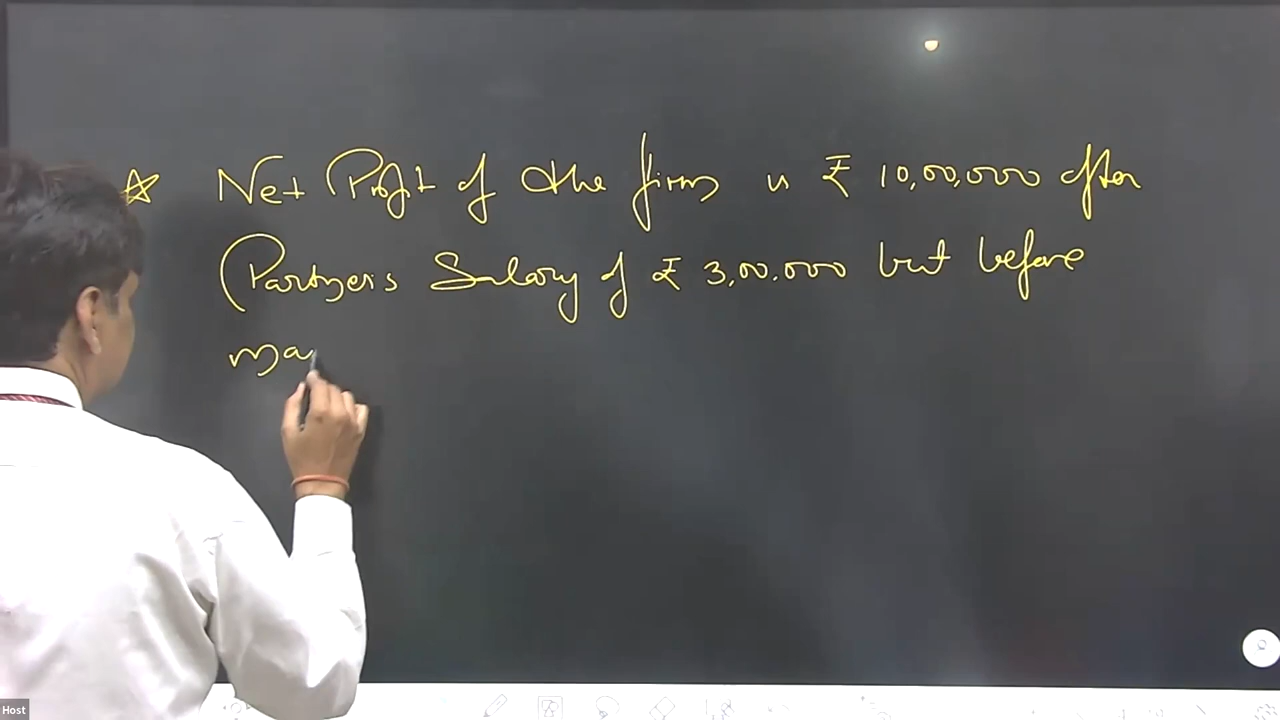 ☆ Net Profit of the firm is ₹ 10,00,000 after
Partner's Salary of ₹ 3,00,000 but before
ma
Host